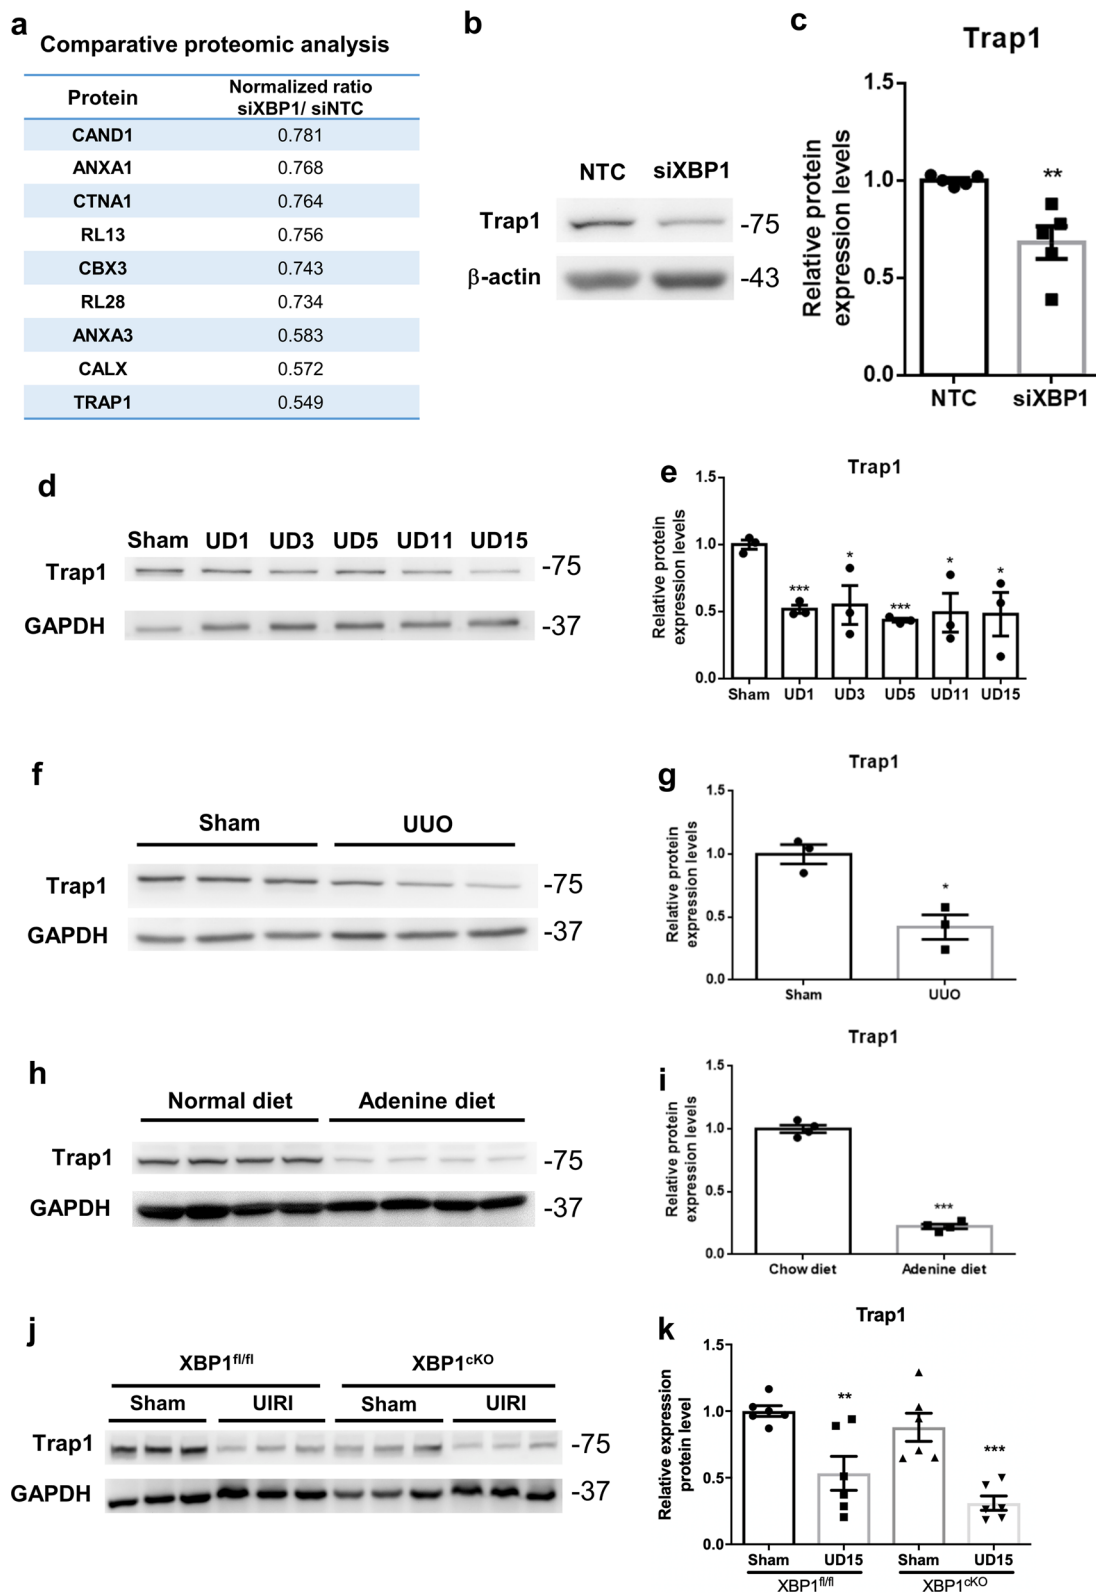 a
Comparative proteomic analysis
Protein Normalized ratio
siXBP1/ siNTC
CAND1 0.781
ANXA1 0.768
CTNA1 0.764
RL13 0.756
CBX3 0.743
RL28 0.734
ANXA3 0.583
CALX 0.572
TRAP1 0.549
b
NTC siXBP1
Trap1 -75
β-actin -43
c
Trap1
Relative protein
expression levels
1.5
1.0
0.5
0.0
**
NTC siXBP1
d
Sham UD1 UD3 UD5 UD11 UD15
Trap1 -75
GAPDH -37
e
Trap1
Relative protein
expression levels
1.5
1.0
0.5
0.0
*** * *** * *
Sham UD1 UD3 UD5 UD11 UD15
f
Sham UUO
Trap1 -75
GAPDH -37
g
Trap1
Relative protein
expression levels
1.5
1.0
0.5
0.0
*
Sham UUO
h
Normal diet Adenine diet
Trap1 -75
GAPDH -37
i
Trap1
Relative protein
expression levels
1.5
1.0
0.5
0.0
***
Chow diet Adenine diet
j
XBP1fl/fl XBP1cKO
Sham UIRI Sham UIRI
Trap1 -75
GAPDH -37
k
Trap1
Relative expression
protein level
1.5
1.0
0.5
0.0
** ***
Sham UD15 Sham UD15
XBP1fl/fl XBP1cKO